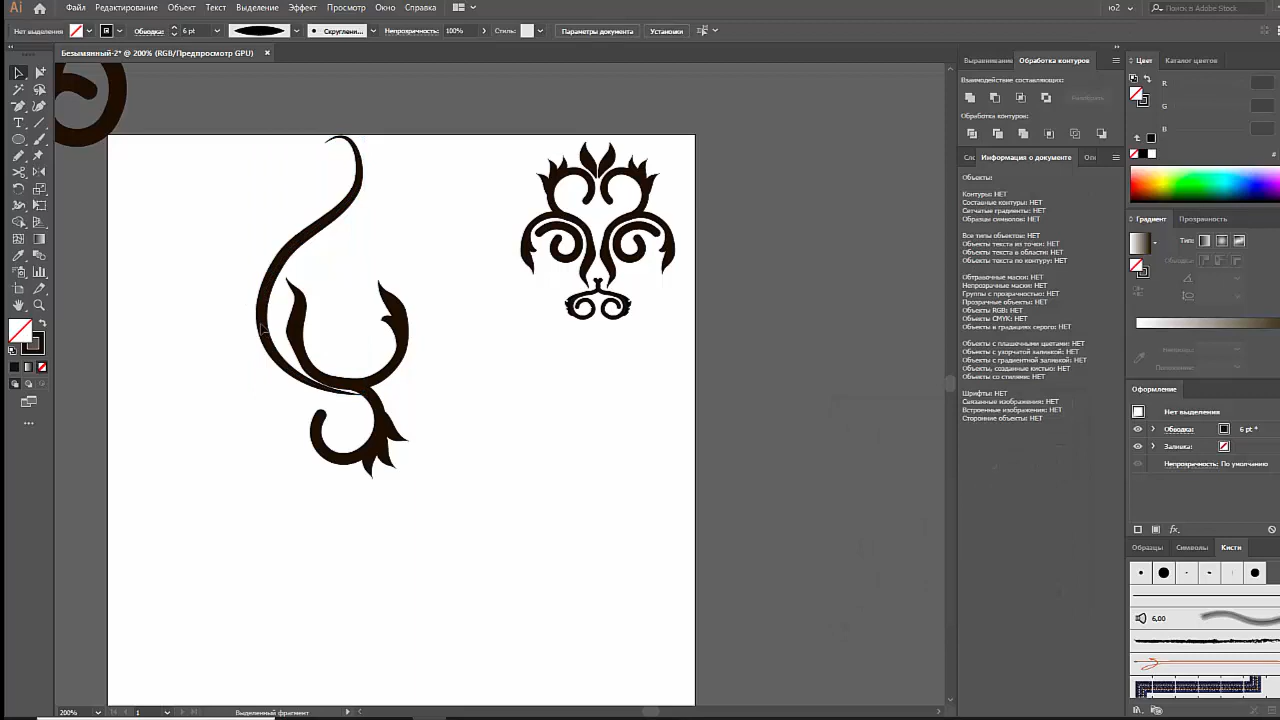 Файл Редактирование Объект Текст Выделение Эффект Просмотр Окно Справка
ю2
Поиск в Adobe Stock
Нет выделения
Обводка: 6 pt
Скруглени...
Непрозрачность: 100%
Стиль:
Параметры документа
Установки
Безымянный-2* @ 200% (RGB/Предпросмотр GPU)
Выравнивани
Обработка контуров
Взаимодействие составляющих:
Разобрать
Обработка контуров:
Информация о документе
Объекты:
Контуры: НЕТ
Составные контуры: НЕТ
Сетчатые градиенты: НЕТ
Образцы символов: НЕТ
Все типы объектов: НЕТ
Объекты текста из точки: НЕТ
Объекты текста в области: НЕТ
Объекты текста по контуру: НЕТ
Обтравочные маски: НЕТ
Непрозрачные маски: НЕТ
Группы с прозрачностью: НЕТ
Прозрачные объекты: НЕТ
Объекты RGB: НЕТ
Объекты CMYK: НЕТ
Объекты в градациях серого: НЕТ
Объекты с плашечными цветами: НЕТ
Объекты с узорчатой заливкой: НЕТ
Объекты с градиентной заливкой: НЕТ
Объекты, созданные кистью: НЕТ
Объекты со стилем: НЕТ
Шрифты: НЕТ
Связанные изображения: НЕТ
Встроенные изображения: НЕТ
Сторонние объекты: НЕТ
Цвет
Каталог цветов
R
G
B
#
Градиент
Прозрачность
Тип:
Оформление
Нет выделения
Обводка: 6 pt *
Заливка:
Непрозрачность: По умолчанию
Образцы
Символы
Кисти
6,00
200%
1
Выделенный фрагмент